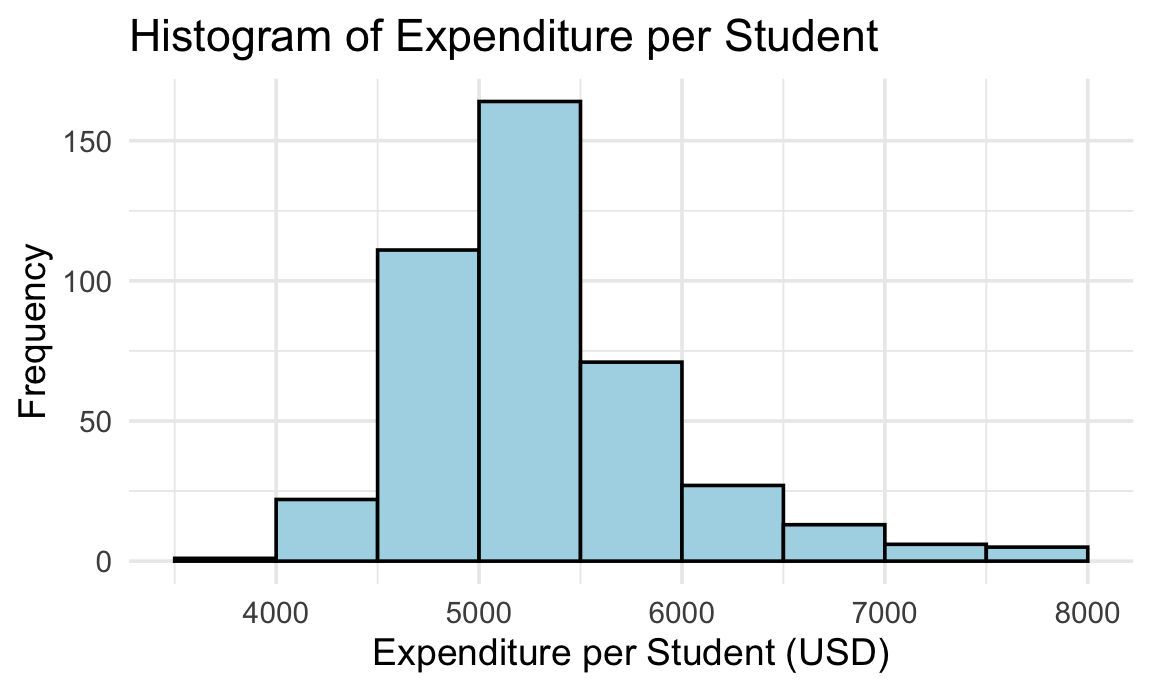 Histogram of Expenditure per Student
150
100
50
0
Frequency
4000 5000 6000 7000 8000
Expenditure per Student (USD)